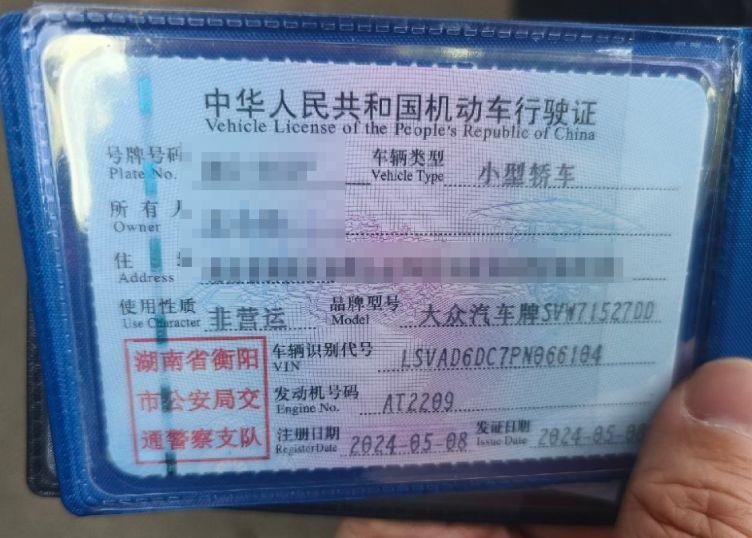 中华人民共和国机动车行驶证
Vehicle License of the People's Republic of China
号牌号码
Plate No.
车辆类型
Vehicle Type
小型轿车
所有人
Owner
住
Address
使用性质
Use Character
非营运
品牌型号
Model
大众汽车牌SVW71527DD
湖南省衡阳
市公安局交
通警察支队
车辆识别代号
VIN
LSVAD6DC7PN066104
发动机号码
Engine No.
AT2209
注册日期
Register Date
2024-05-08
发证日期
Issue Date
2024-05-08